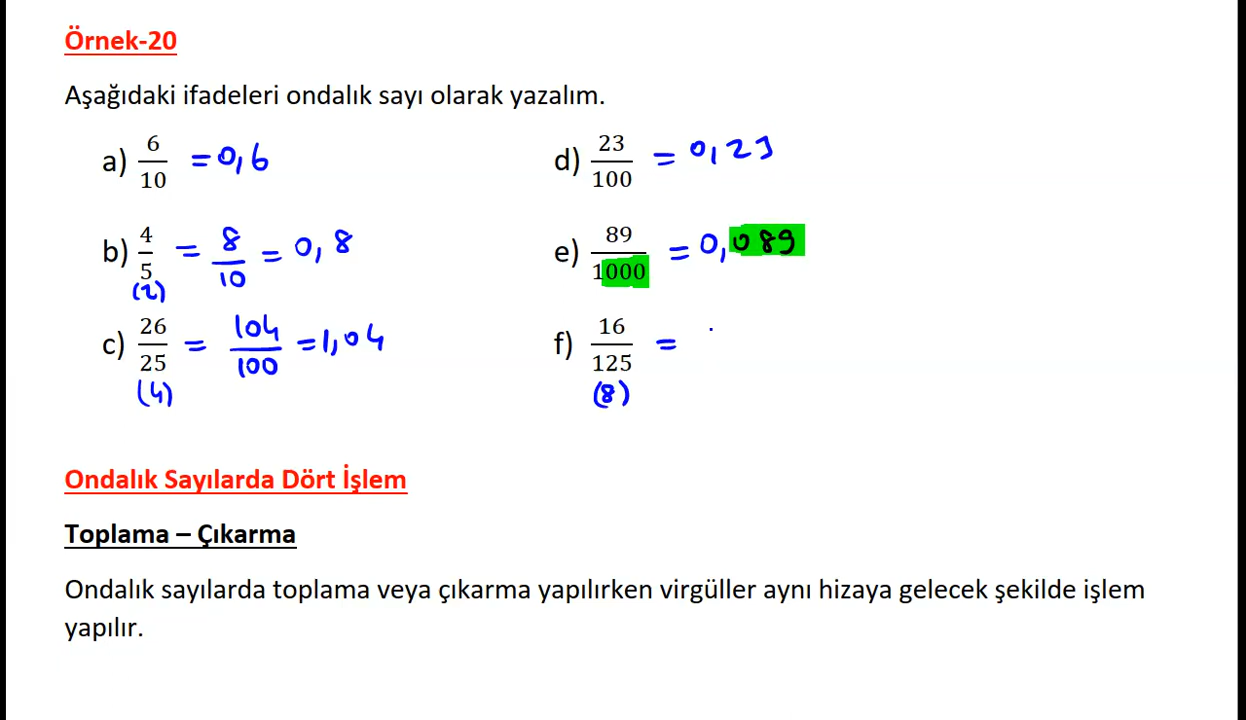 Örnek-20
Aşağıdaki ifadeleri ondalık sayı olarak yazalım.
a) 6/10 = 0,6
b) 4/5 (2) = 8/10 = 0,8
c) 26/25 (4) = 104/100 = 1,04
d) 23/100 = 0,23
e) 89/1000 = 0,089
f) 16/125 (8) =
Ondalık Sayılarda Dört İşlem
Toplama – Çıkarma
Ondalık sayılarda toplama veya çıkarma yapılırken virgüller aynı hizaya gelecek şekilde işlem
yapılır.